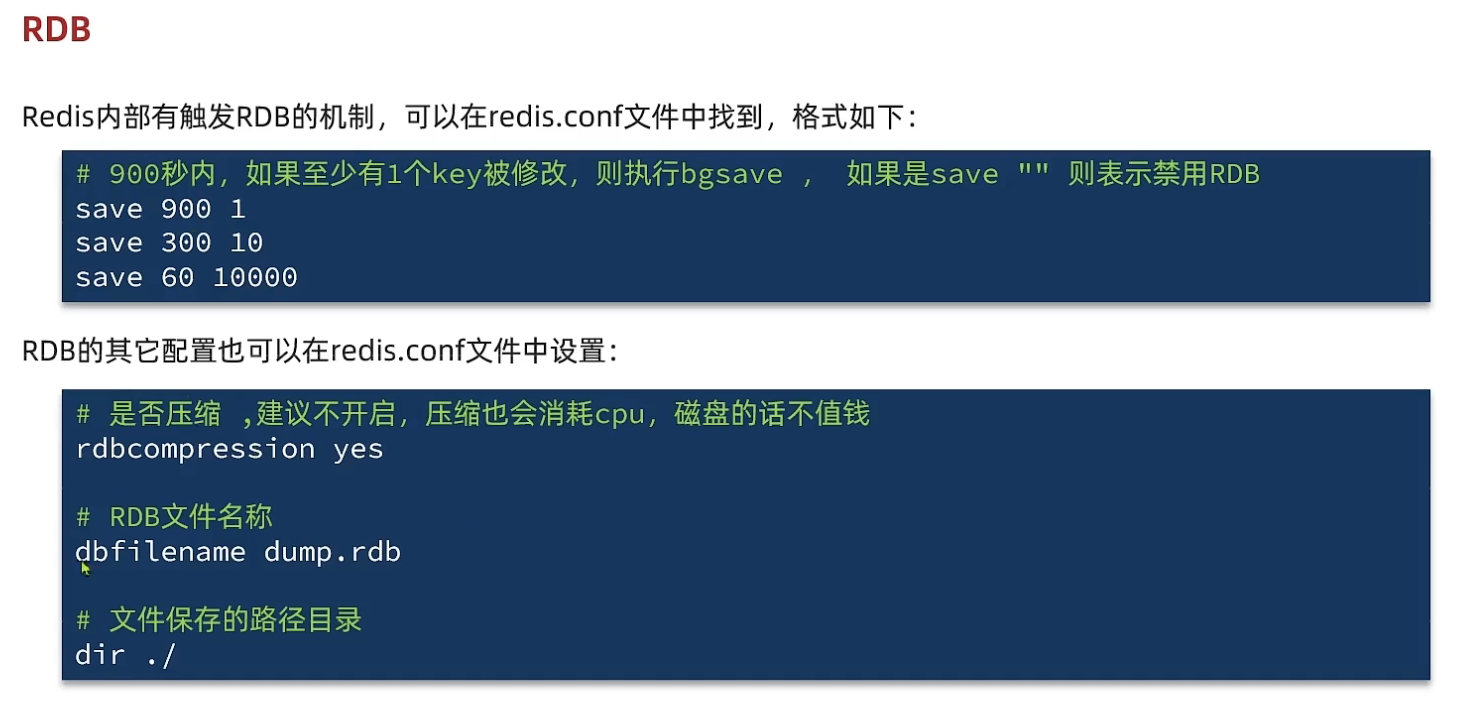 RDB
Redis内部有触发RDB的机制，可以在redis.conf文件中找到，格式如下：
# 900秒内，如果至少有1个key被修改，则执行bgsave ， 如果是save "" 则表示禁用RDB
save 900 1
save 300 10
save 60 10000
RDB的其它配置也可以在redis.conf文件中设置：
# 是否压缩 ,建议不开启，压缩也会消耗cpu，磁盘的话不值钱
rdbcompression yes
# RDB文件名称
dbfilename dump.rdb
# 文件保存的路径目录
dir ./